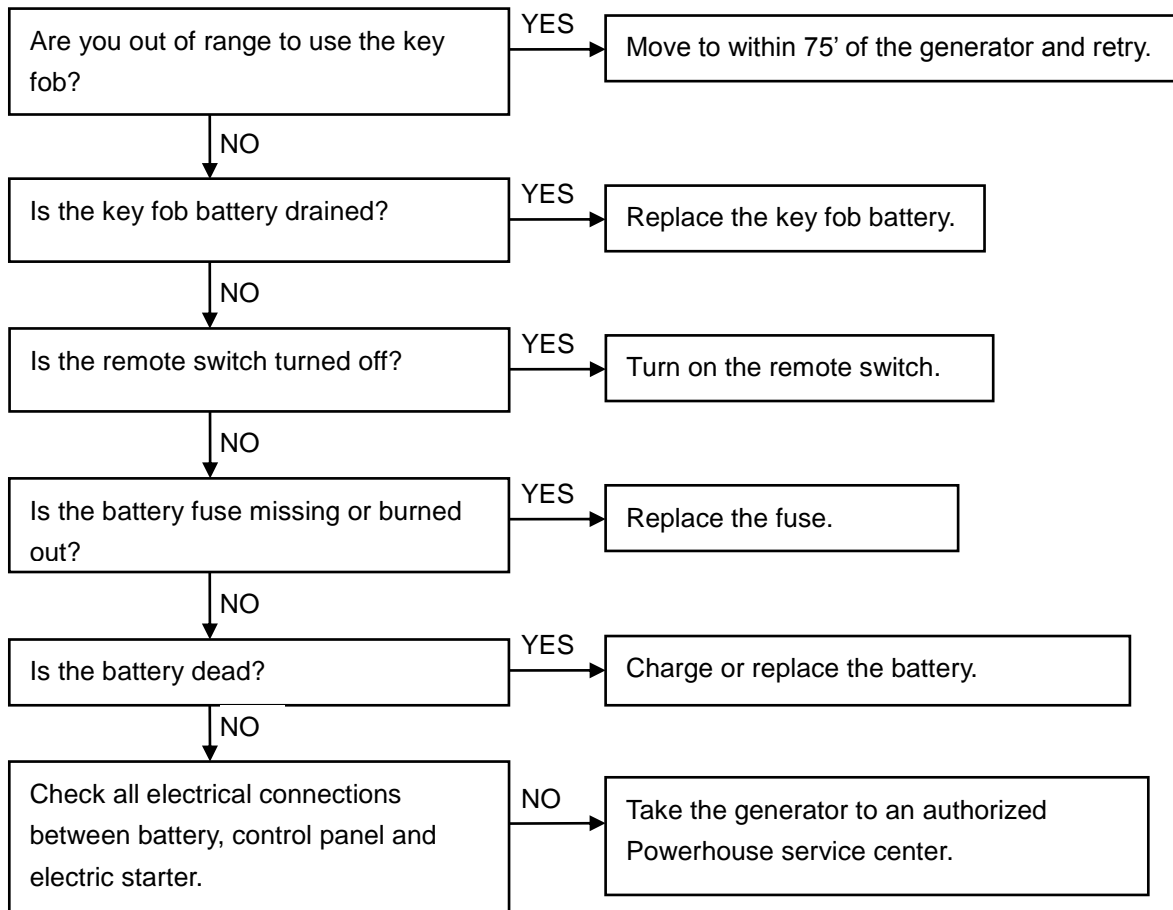 Are you out of range to use the key
fob?
YES
Move to within 75’ of the generator and retry.
NO
Is the key fob battery drained?
YES
Replace the key fob battery.
NO
Is the remote switch turned off?
YES
Turn on the remote switch.
NO
Is the battery fuse missing or burned
out?
YES
Replace the fuse.
NO
Is the battery dead?
YES
Charge or replace the battery.
NO
Check all electrical connections
between battery, control panel and
electric starter.
NO
Take the generator to an authorized
Powerhouse service center.